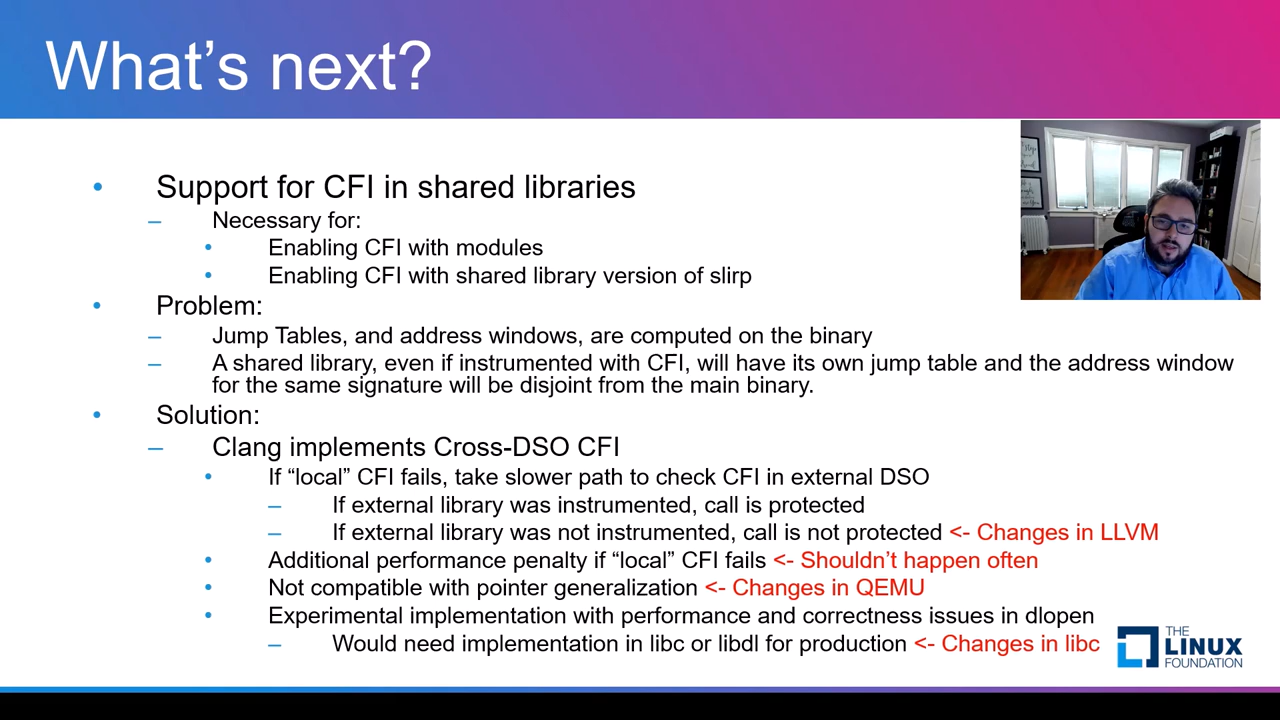 What’s next?
• Support for CFI in shared libraries
– Necessary for:
• Enabling CFI with modules
• Enabling CFI with shared library version of slirp
• Problem:
– Jump Tables, and address windows, are computed on the binary
– A shared library, even if instrumented with CFI, will have its own jump table and the address window
for the same signature will be disjoint from the main binary.
• Solution:
– Clang implements Cross-DSO CFI
• If “local” CFI fails, take slower path to check CFI in external DSO
– If external library was instrumented, call is protected
– If external library was not instrumented, call is not protected <- Changes in LLVM
• Additional performance penalty if “local” CFI fails <- Shouldn’t happen often
• Not compatible with pointer generalization <- Changes in QEMU
• Experimental implementation with performance and correctness issues in dlopen
– Would need implementation in libc or libdl for production <- Changes in libc
THE
LINUX
FOUNDATION